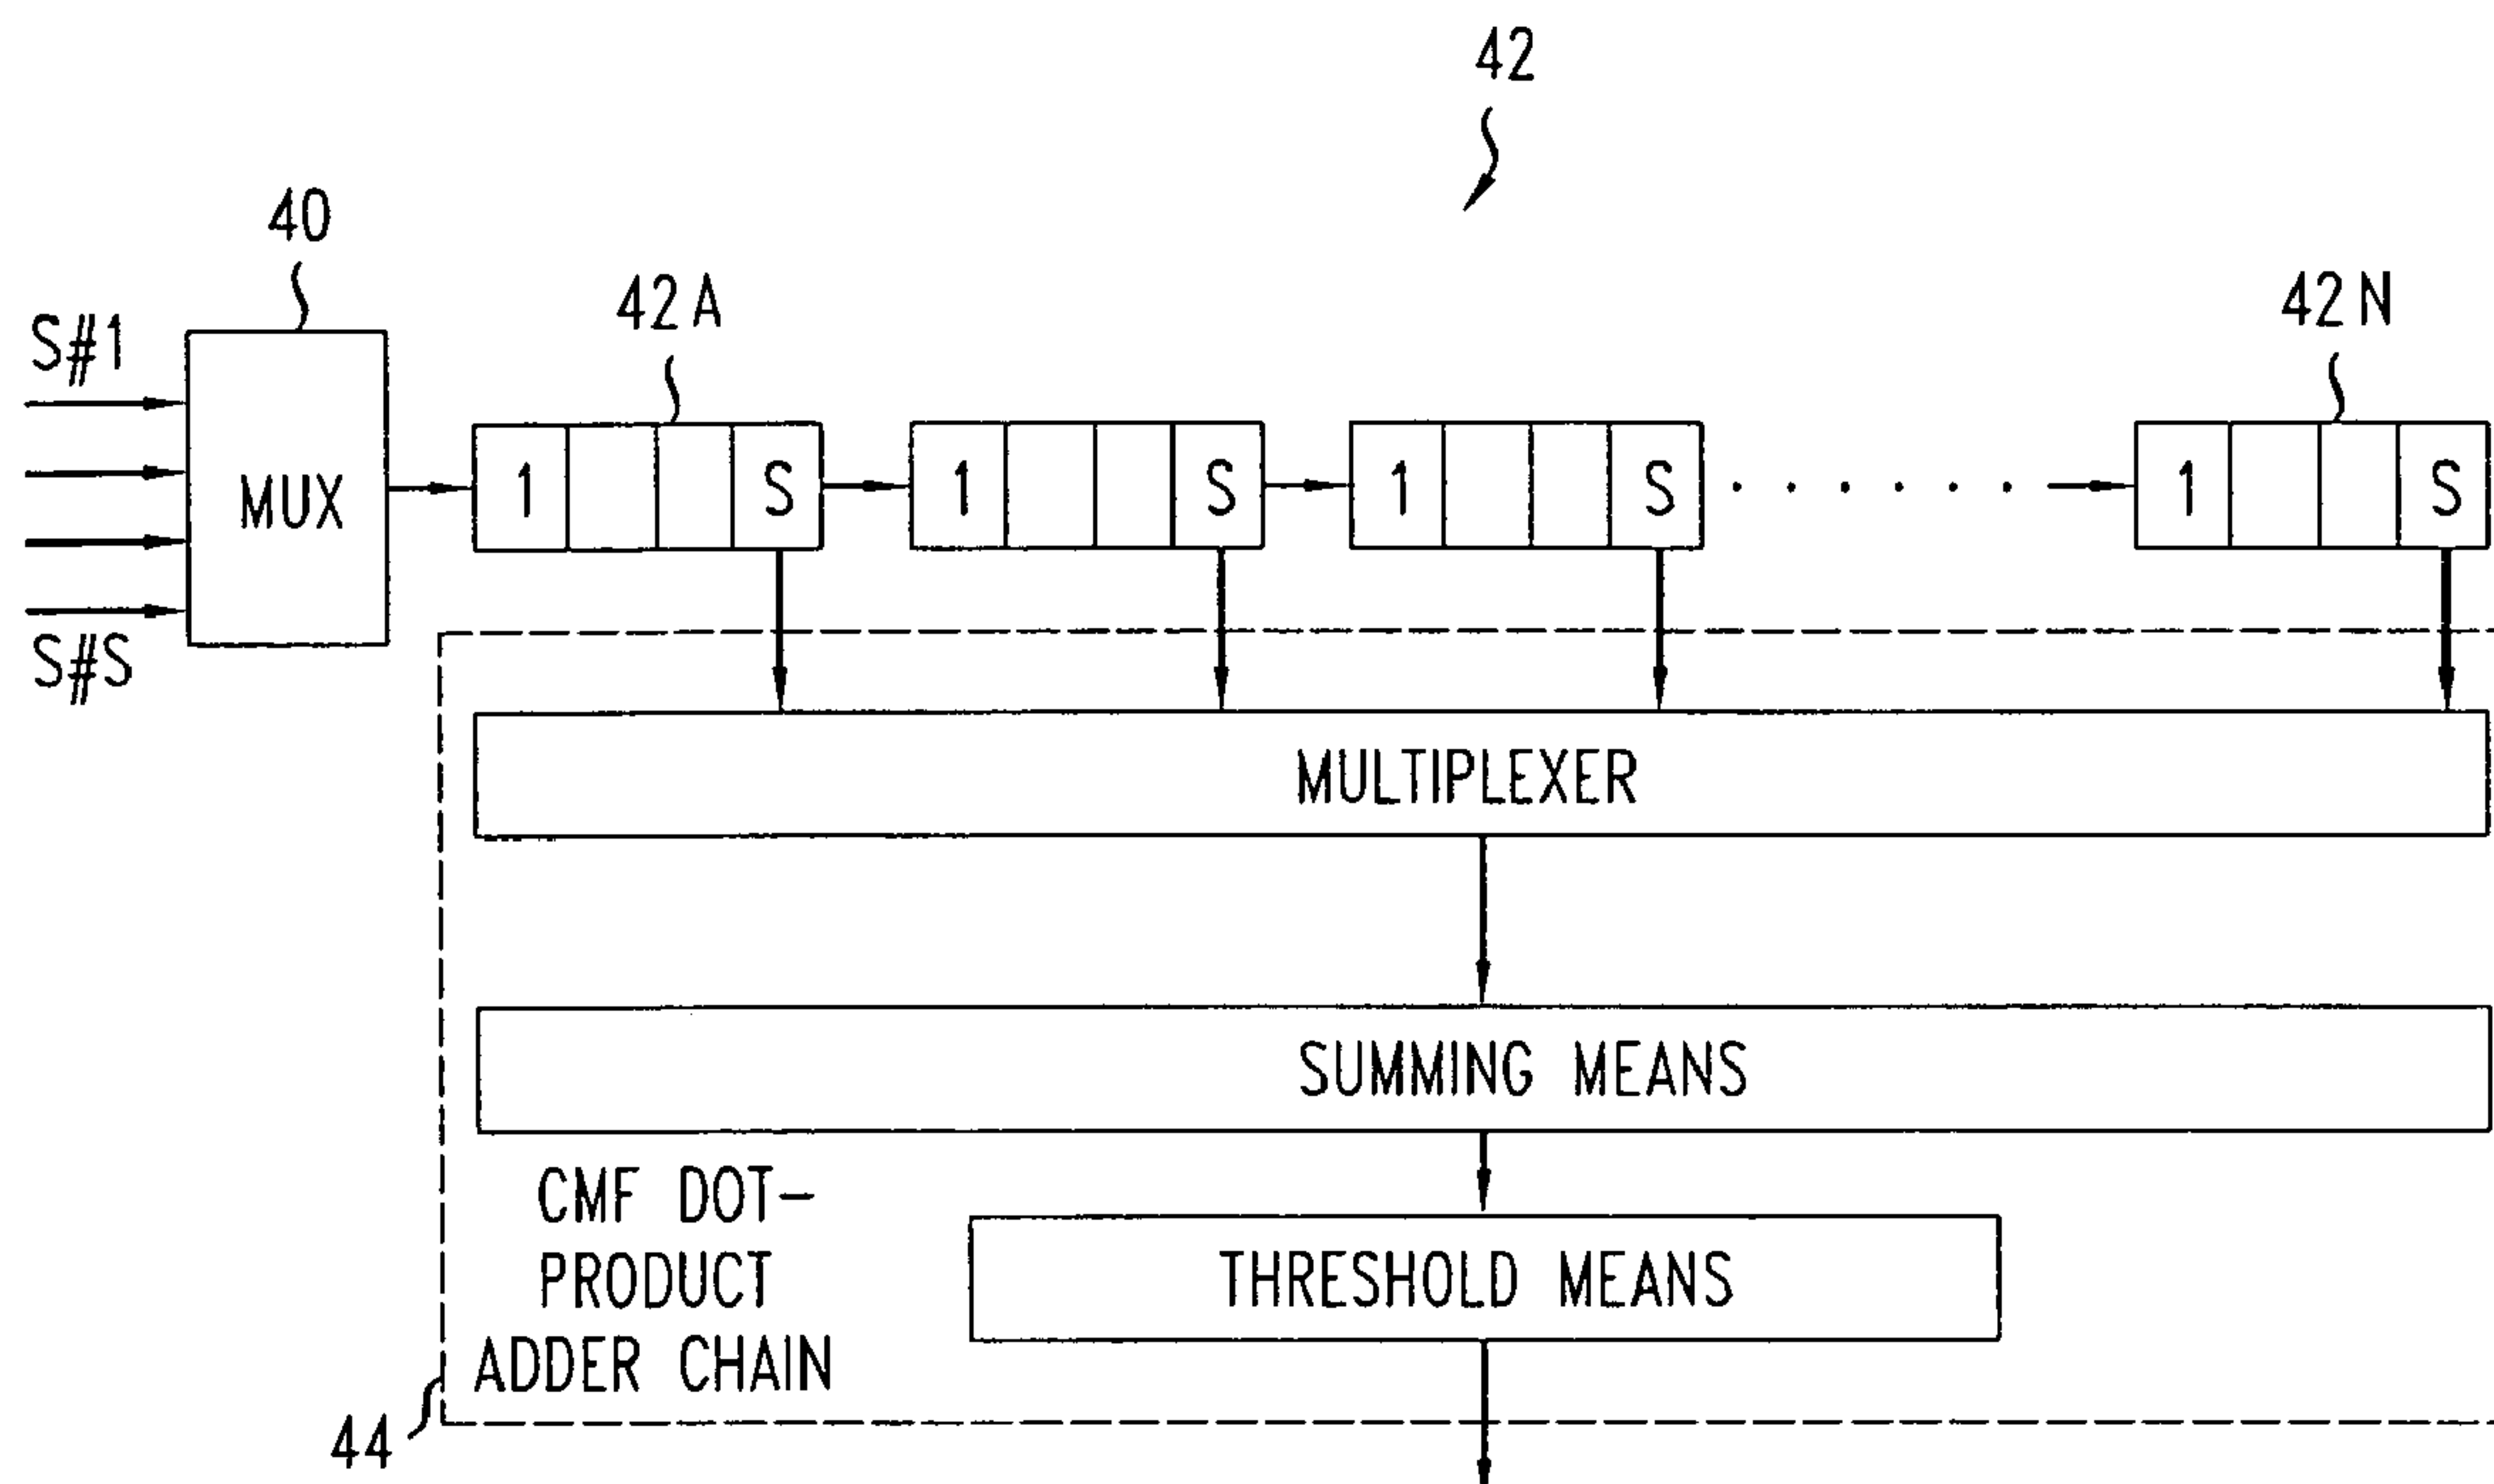 42
40
42A
42N
S#1
MUX
1 S
1 S
1 S
1 S
S#S
MULTIPLEXER
SUMMING MEANS
CMF DOT-
PRODUCT
ADDER CHAIN
THRESHOLD MEANS
44